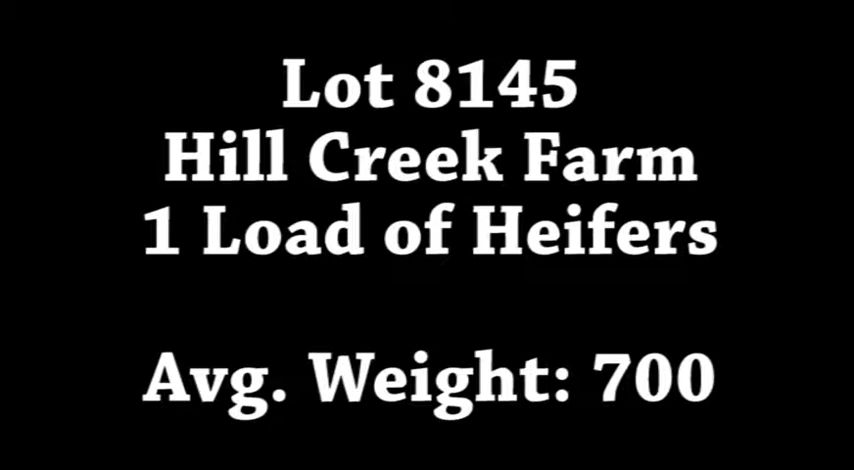 Lot 8145
Hill Creek Farm
1 Load of Heifers
Avg. Weight: 700